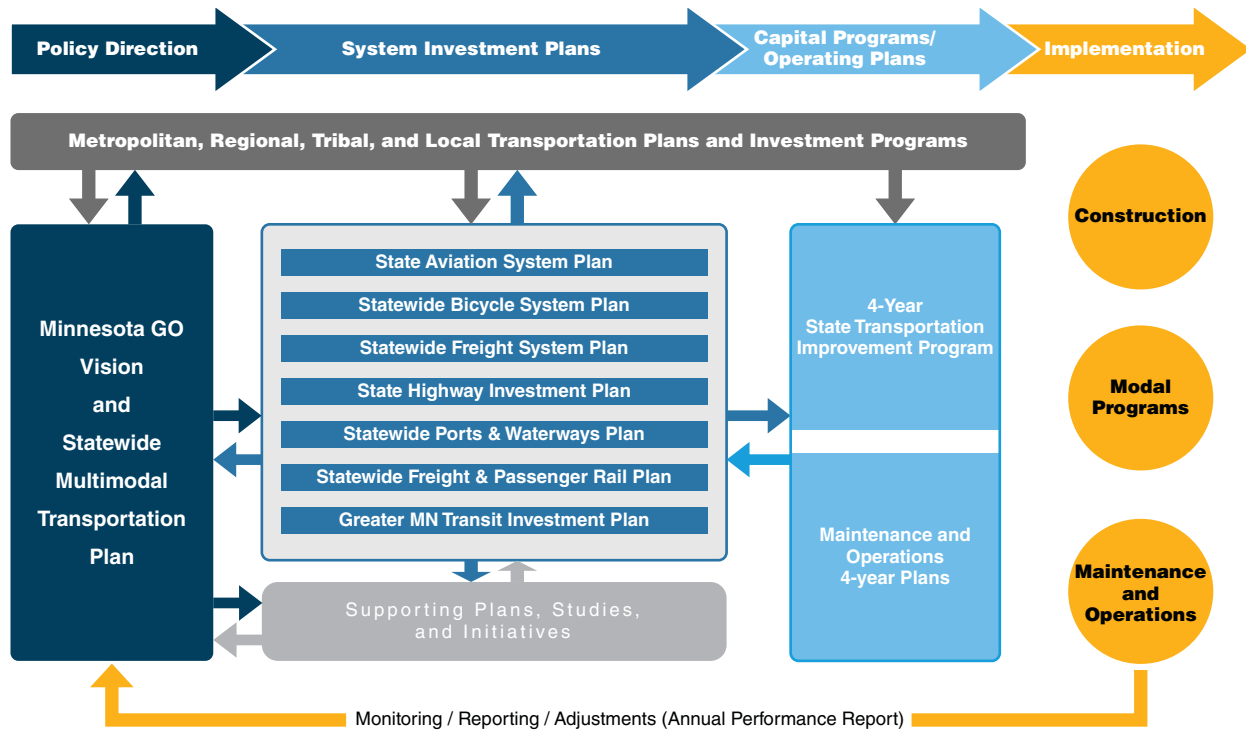 Policy Direction
System Investment Plans
Capital Programs/
Operating Plans
Implementation
Metropolitan, Regional, Tribal, and Local Transportation Plans and Investment Programs
Minnesota GO
Vision
and
Statewide
Multimodal
Transportation
Plan
State Aviation System Plan
Statewide Bicycle System Plan
Statewide Freight System Plan
State Highway Investment Plan
Statewide Ports & Waterways Plan
Statewide Freight & Passenger Rail Plan
Greater MN Transit Investment Plan
Supporting Plans, Studies,
and Initiatives
4-Year
State Transportation
Improvement Program
Maintenance and
Operations
4-year Plans
Construction
Modal
Programs
Maintenance
and
Operations
Monitoring / Reporting / Adjustments (Annual Performance Report)